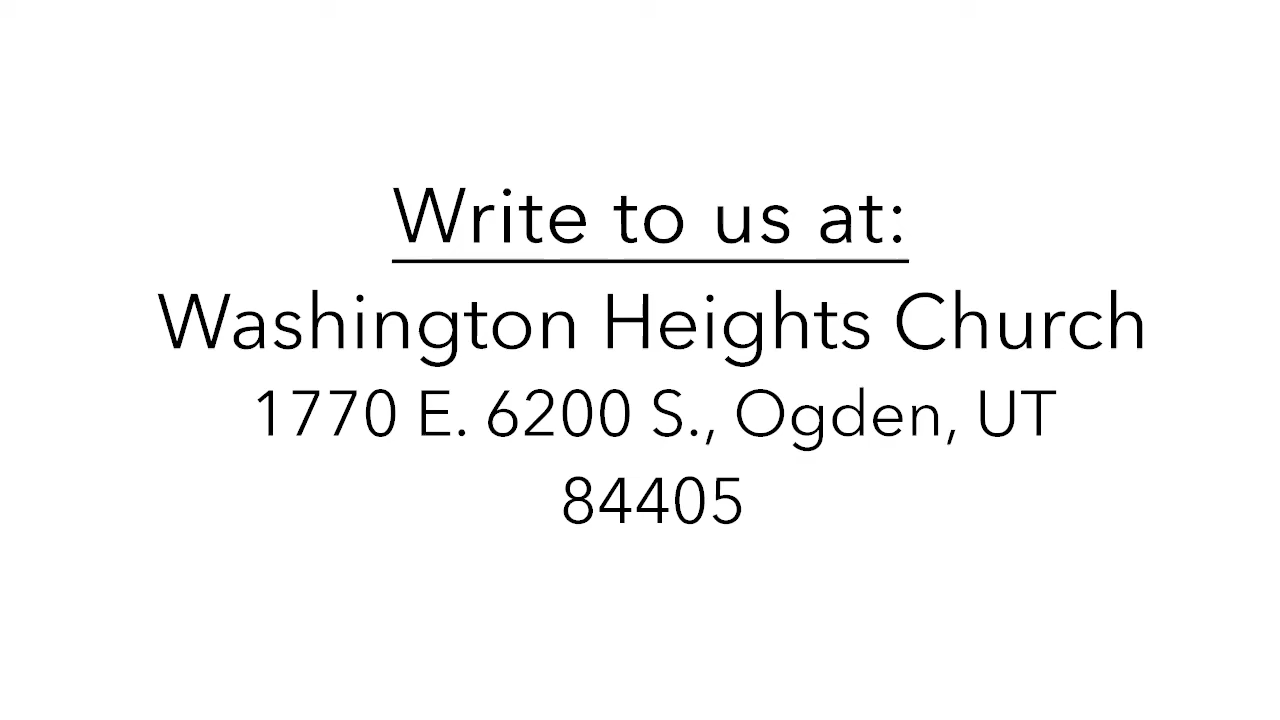 Write to us at:
Washington Heights Church
1770 E. 6200 S., Ogden, UT
84405